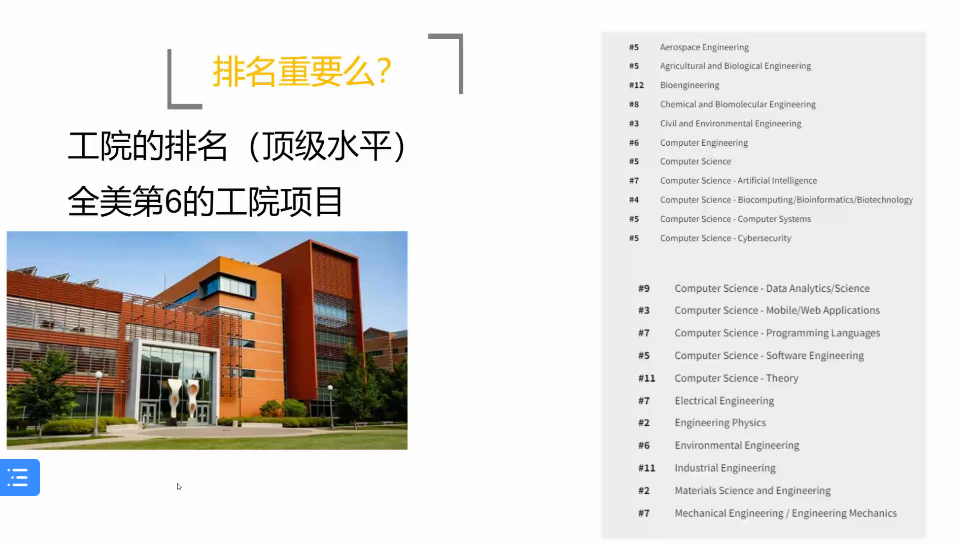 排名重要么？
工院的排名（顶级水平）
全美第6的工院项目
#5 Aerospace Engineering
#5 Agricultural and Biological Engineering
#12 Bioengineering
#8 Chemical and Biomolecular Engineering
#3 Civil and Environmental Engineering
#6 Computer Engineering
#5 Computer Science
#7 Computer Science - Artificial Intelligence
#4 Computer Science - Biocomputing/Bioinformatics/Biotechnology
#5 Computer Science - Computer Systems
#5 Computer Science - Cybersecurity
#9 Computer Science - Data Analytics/Science
#3 Computer Science - Mobile/Web Applications
#7 Computer Science - Programming Languages
#5 Computer Science - Software Engineering
#11 Computer Science - Theory
#7 Electrical Engineering
#2 Engineering Physics
#6 Environmental Engineering
#11 Industrial Engineering
#2 Materials Science and Engineering
#7 Mechanical Engineering / Engineering Mechanics